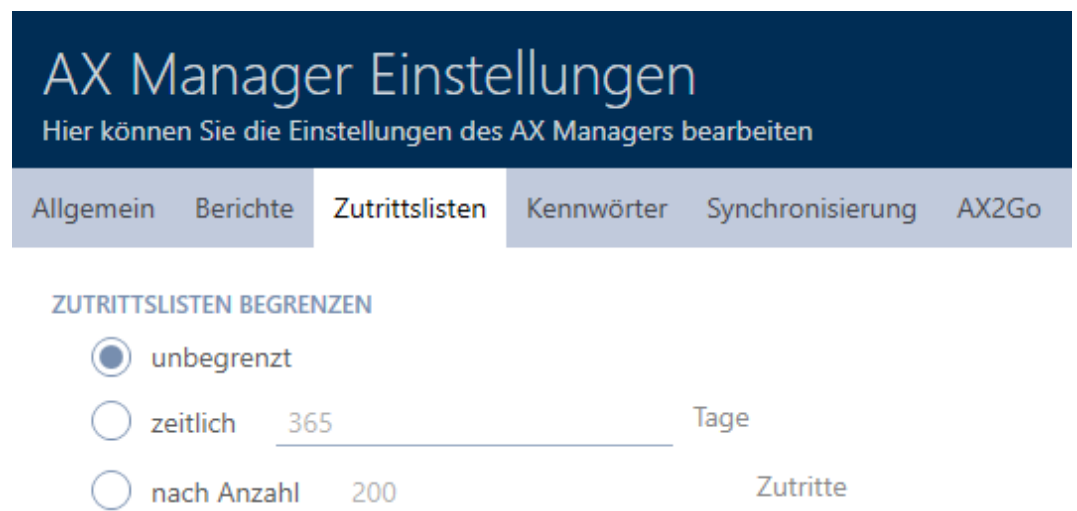 AX Manager Einstellungen
Hier können Sie die Einstellungen des AX Managers bearbeiten
Allgemein Berichte Zutrittslisten Kennwörter Synchronisierung AX2Go
ZUTRITTSLISTEN BEGRENZEN
unbegrenzt
zeitlich 365 Tage
nach Anzahl 200 Zutritte